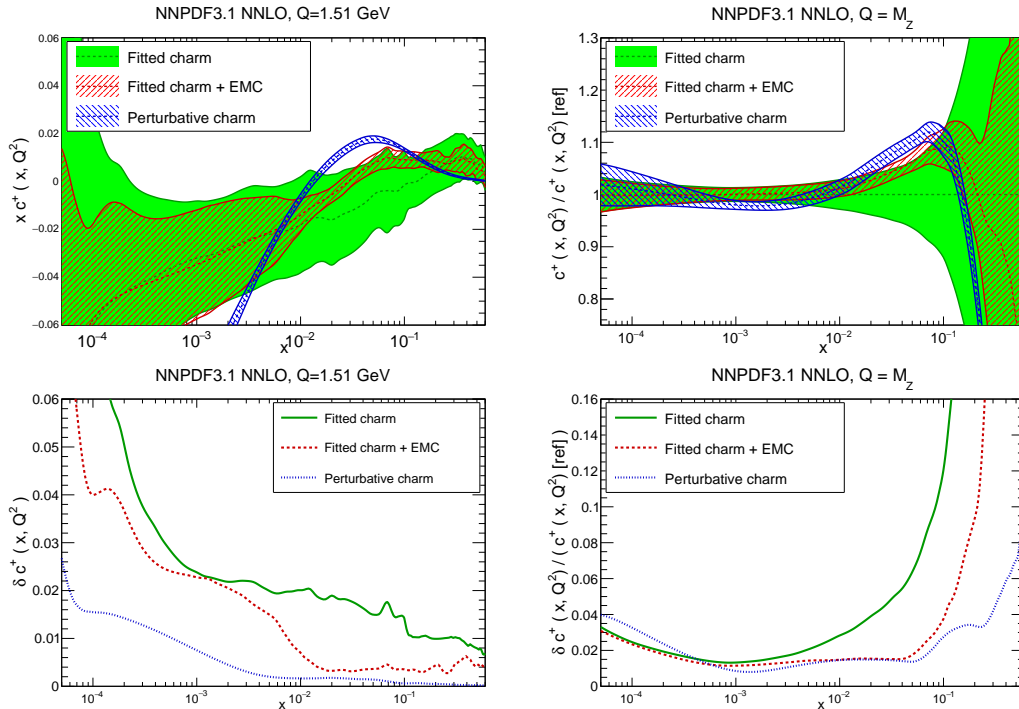 NNPDF3.1 NNLO, Q=1.51 GeV
x c⁺ ( x, Q²)
0.06
0.04
0.02
0
−0.02
−0.04
−0.06
Fitted charm
Fitted charm + EMC
Perturbative charm
10⁻⁴
10⁻³
10⁻²
10⁻¹
x
NNPDF3.1 NNLO, Q = M_Z
c⁺ ( x, Q²) / c⁺ ( x, Q²) [ref]
1.3
1.2
1.1
1
0.9
0.8
Fitted charm
Fitted charm + EMC
Perturbative charm
10⁻⁴
10⁻³
10⁻²
10⁻¹
x
NNPDF3.1 NNLO, Q=1.51 GeV
δ c⁺ ( x, Q²)
0.06
0.05
0.04
0.03
0.02
0.01
0
Fitted charm
Fitted charm + EMC
Perturbative charm
10⁻⁴
10⁻³
10⁻²
10⁻¹
x
NNPDF3.1 NNLO, Q = M_Z
δ c⁺ ( x, Q²) / ( c⁺ ( x, Q²) [ref] )
0.16
0.14
0.12
0.1
0.08
0.06
0.04
0.02
0
Fitted charm
Fitted charm + EMC
Perturbative charm
10⁻⁴
10⁻³
10⁻²
10⁻¹
x